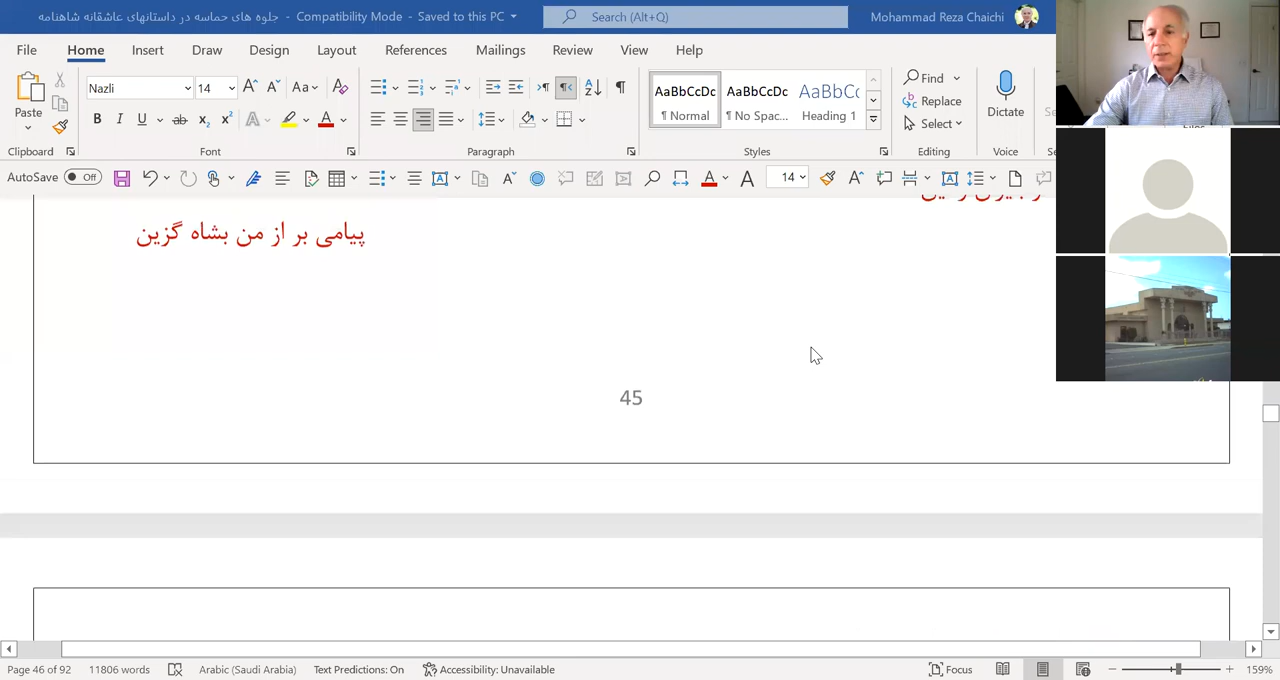 جلوه های حماسه در داستانهای عاشقانه شاهنامه - Compatibility Mode - Saved to this PC
Search (Alt+Q)
Mohammad Reza Chaichi
File Home Insert Draw Design Layout References Mailings Review View Help
Paste
Clipboard
Nazli 14
Font
Paragraph
AaBbCcDc AaBbCcDc AaBbCc
¶ Normal ¶ No Spac... Heading 1
Styles
Find
Replace
Select
Editing
Dictate
Voice
AutoSave Off
14
پیامی بر از من بشاه گزین
45
Page 46 of 92 11806 words Arabic (Saudi Arabia) Text Predictions: On Accessibility: Unavailable Focus 159%